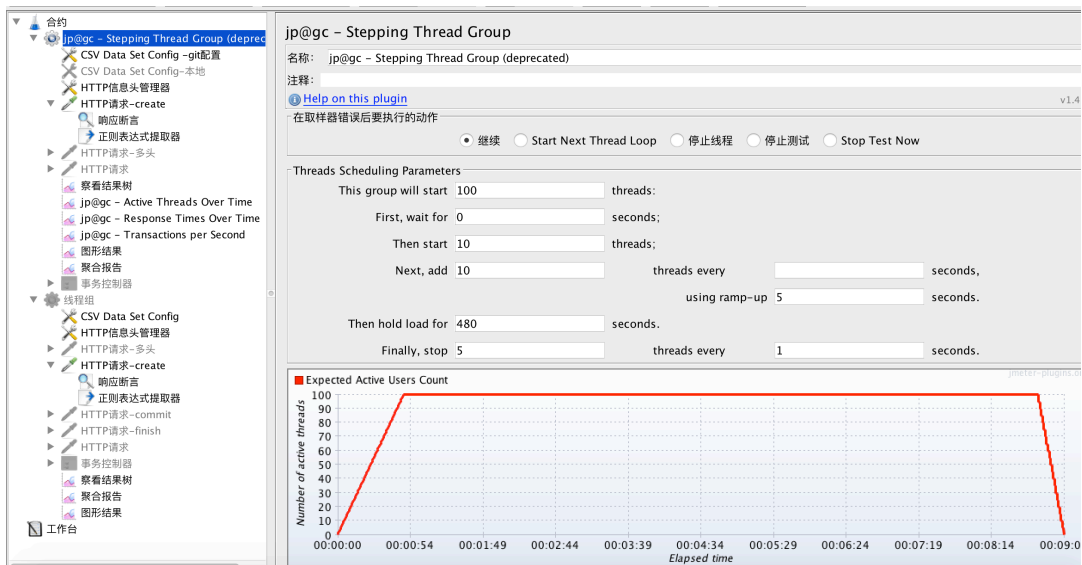 合约
jp@gc - Stepping Thread Group (deprec
CSV Data Set Config -git配置
CSV Data Set Config-本地
HTTP信息头管理器
HTTP请求-create
响应断言
正则表达式提取器
HTTP请求-多头
HTTP请求
察看结果树
jp@gc - Active Threads Over Time
jp@gc - Response Times Over Time
jp@gc - Transactions per Second
图形结果
聚合报告
事务控制器
线程组
CSV Data Set Config
HTTP信息头管理器
HTTP请求-多头
HTTP请求-create
响应断言
正则表达式提取器
HTTP请求-commit
HTTP请求-finish
HTTP请求
事务控制器
察看结果树
聚合报告
图形结果
工作台
jp@gc - Stepping Thread Group
名称: jp@gc - Stepping Thread Group (deprecated)
注释:
Help on this plugin v1.4
在取样器错误后要执行的动作
继续 Start Next Thread Loop 停止线程 停止测试 Stop Test Now
Threads Scheduling Parameters
This group will start 100 threads:
First, wait for 0 seconds;
Then start 10 threads;
Next, add 10 threads every seconds,
using ramp-up 5 seconds.
Then hold load for 480 seconds.
Finally, stop 5 threads every 1 seconds.
jmeter-plugins.o
Expected Active Users Count
Number of active threads
100
90
80
70
60
50
40
30
20
10
0
00:00:00 00:00:54 00:01:49 00:02:44 00:03:39 00:04:34 00:05:29 00:06:24 00:07:19 00:08:14 00:09:0
Elapsed time